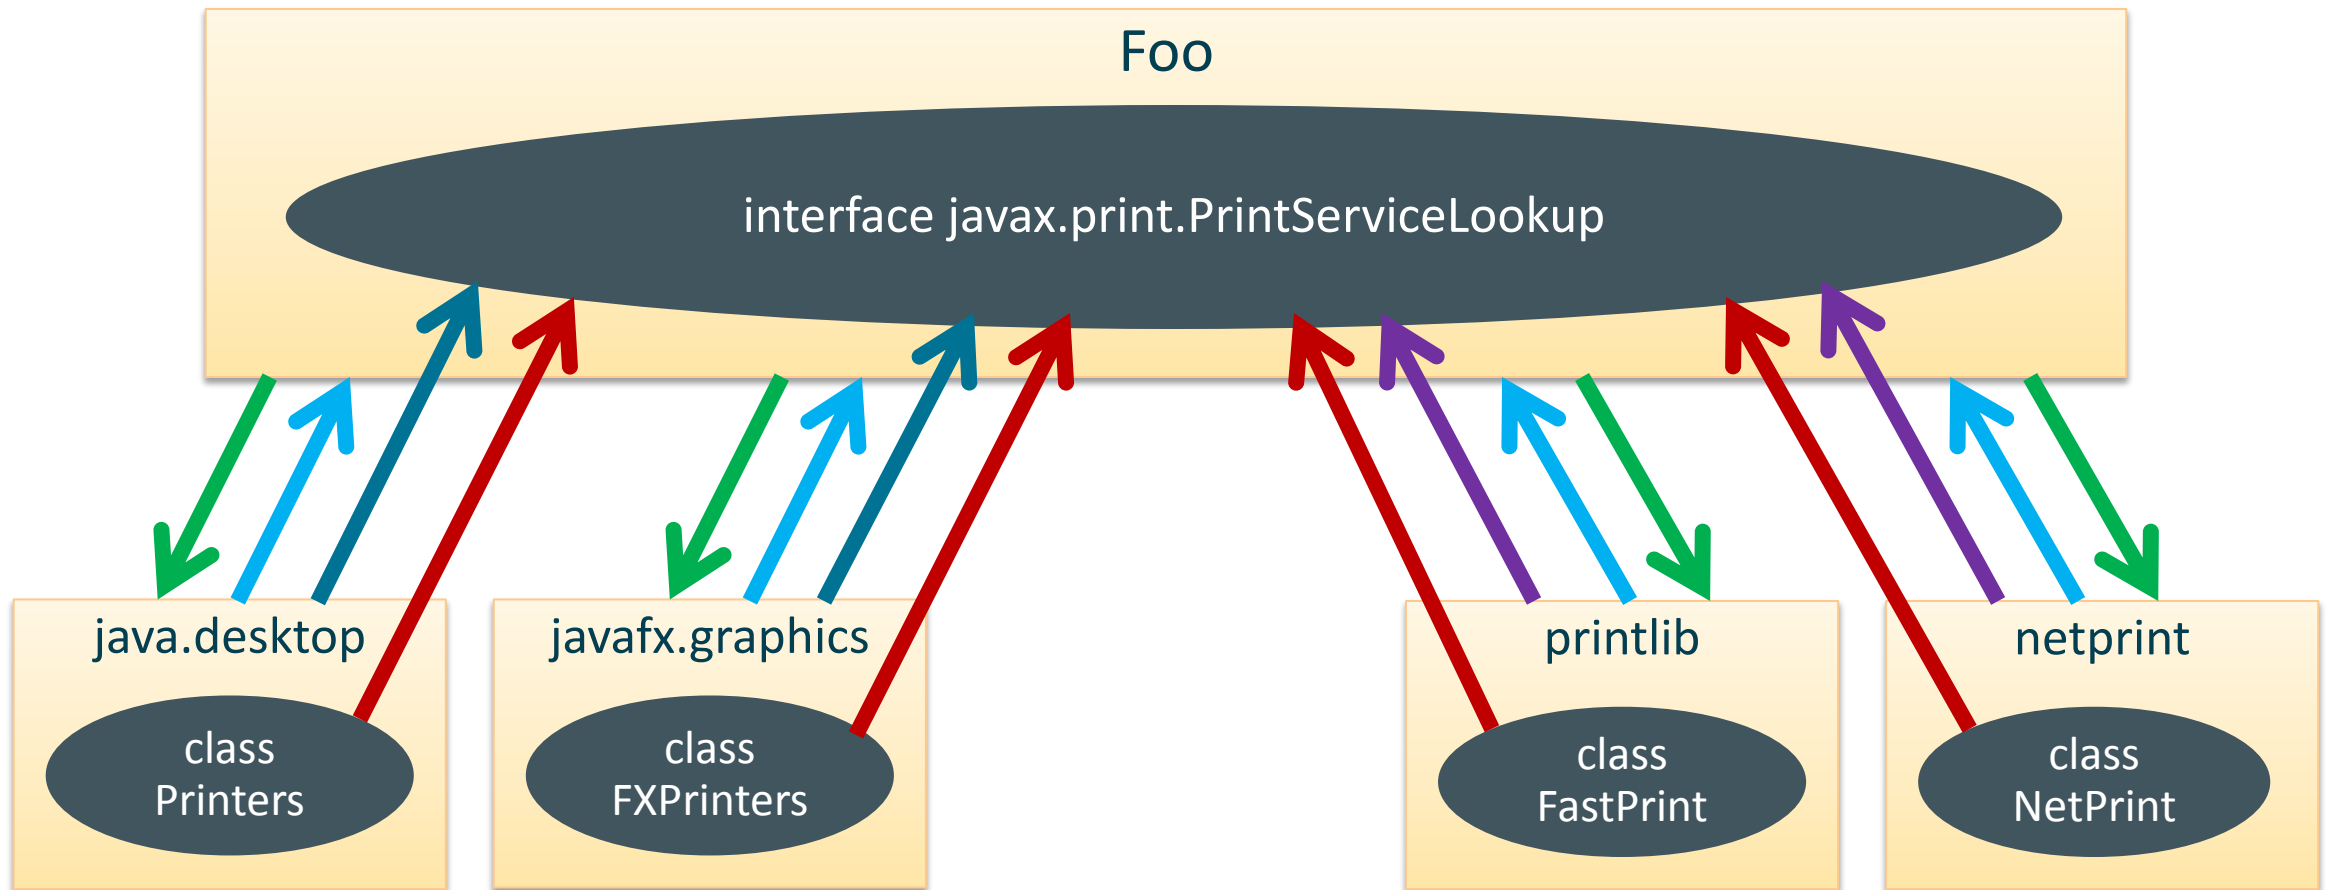 Foo
interface javax.print.PrintServiceLookup
java.desktop
class
Printers
javafx.graphics
class
FXPrinters
printlib
class
FastPrint
netprint
class
NetPrint